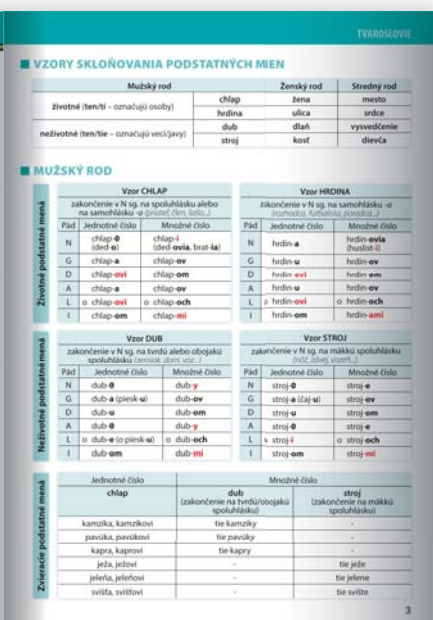 TVAROSLOVIE
VZORY SKLOŇOVANIA PODSTATNÝCH MIEN
Mužský rod Ženský rod Stredný rod
životné (ten/tí – označujú osoby) chlap žena mesto
hrdina ulica srdce
neživotné (ten/tie – označujú veci/javy) dub dlaň vysvedčenie
stroj kosť dievča
MUŽSKÝ ROD
Životné podstatné mená
Vzor CHLAP
zakončenie v N sg. na spoluhlásku alebo
na samohlásku -o (priateľ, člen, šašo...)
Pád Jednotné číslo Množné číslo
N chlap-0 chlap-i
(ded-o) (ded-ovia, brat-ia)
G chlap-a chlap-ov
D chlap-ovi chlap-om
A chlap-a chlap-ov
L o chlap-ovi o chlap-och
I chlap-om chlap-mi
Vzor HRDINA
zakončenie v N sg. na samohlásku -a
(rozhodca, futbalista, poradca...)
Pád Jednotné číslo Množné číslo
N hrdin-a hrdin-ovia
(huslist-i)
G hrdin-u hrdin-ov
D hrdin-ovi hrdin-om
A hrdin-u hrdin-ov
L o hrdin-ovi o hrdin-och
I hrdin-om hrdin-ami
Neživotné podstatné mená
Vzor DUB
zakončenie v N sg. na tvrdú alebo obojakú
spoluhlásku (zemiak, dom, voz...)
Pád Jednotné číslo Množné číslo
N dub-0 dub-y
G dub-a (piesk-u) dub-ov
D dub-u dub-om
A dub-0 dub-y
L o dub-e (o piesk-u) o dub-och
I dub-om dub-mi
Vzor STROJ
zakončenie v N sg. na mäkkú spoluhlásku
Pád Jednotné číslo Množné číslo
N stroj-0 stroj-e
G stroj-a (čaj-u) stroj-ov
D stroj-u stroj-om
A stroj-0 stroj-e
L stroj-i o stroj-och
I stroj-om stroj-mi
Zvieracie podstatné mená
Jednotné číslo Množné číslo
chlap dub stroj
(zakončenie na tvrdú/obojakú (zakončenie na mäkkú
spoluhlásku) spoluhlásku)
kamzíka, kamzíkovi tie kamzíky -
pavúka, pavúkovi tie pavúky -
kapra, kaprovi tie kapry -
ježa, ježovi - tie ježe
jeleňa, jeleňovi - tie jelene
svišťa, svišťovi - tie svište
3